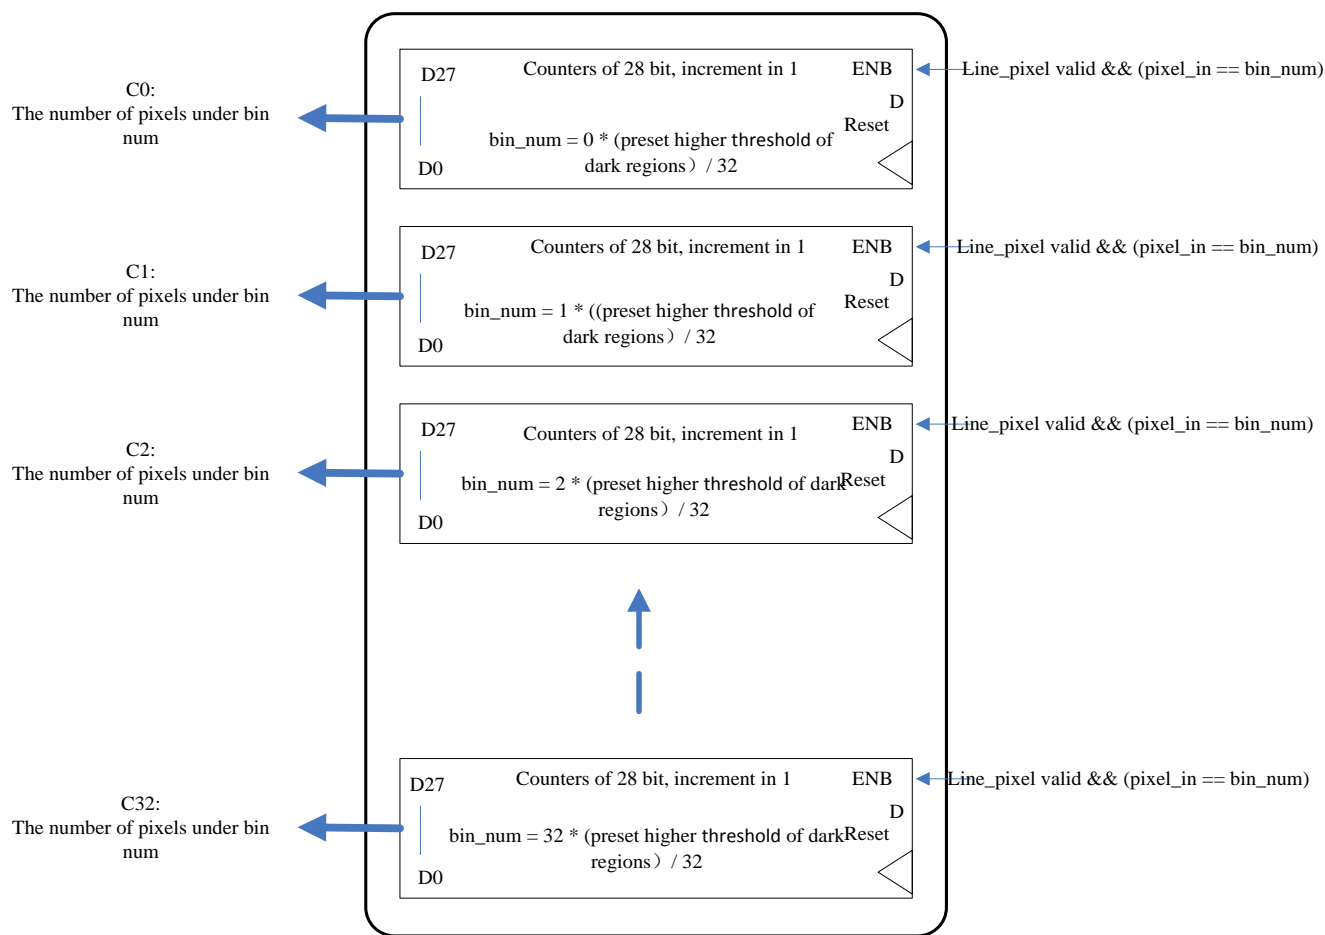 C0:
The number of pixels under bin
num
D27
D0
Counters of 28 bit, increment in 1
bin_num = 0 * (preset higher threshold of
dark regions）/ 32
ENB
D
Reset
Line_pixel valid && (pixel_in == bin_num)
C1:
The number of pixels under bin
num
D27
D0
Counters of 28 bit, increment in 1
bin_num = 1 * ((preset higher threshold of
dark regions）/ 32
ENB
D
Reset
Line_pixel valid && (pixel_in == bin_num)
C2:
The number of pixels under bin
num
D27
D0
Counters of 28 bit, increment in 1
bin_num = 2 * (preset higher threshold of dark
regions）/ 32
ENB
D
Reset
Line_pixel valid && (pixel_in == bin_num)
C32:
The number of pixels under bin
num
D27
D0
Counters of 28 bit, increment in 1
bin_num = 32 * (preset higher threshold of dark
regions）/ 32
ENB
D
Reset
Line_pixel valid && (pixel_in == bin_num)